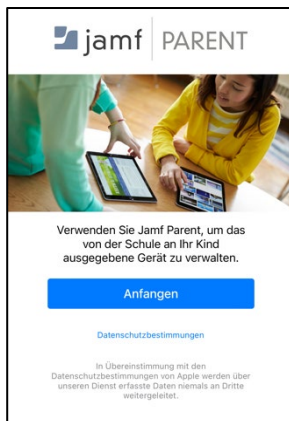 jamf PARENT
Verwenden Sie Jamf Parent, um das
von der Schule an Ihr Kind
ausgegebene Gerät zu verwalten.
Anfangen
Datenschutzbestimmungen
In Übereinstimmung mit den
Datenschutzbestimmungen von Apple werden über
unseren Dienst erfasste Daten niemals an Dritte
weitergeleitet.